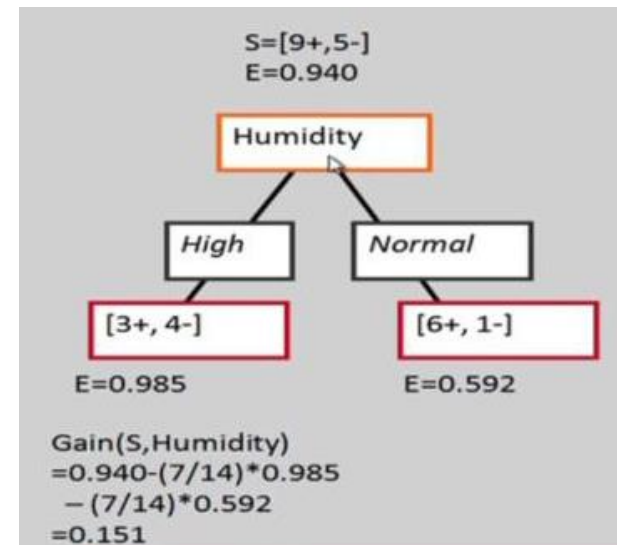 S=[9+,5-]
E=0.940
Humidity
High
Normal
[3+, 4-]
[6+, 1-]
E=0.985
E=0.592
Gain(S,Humidity)
=0.940-(7/14)*0.985
– (7/14)*0.592
=0.151